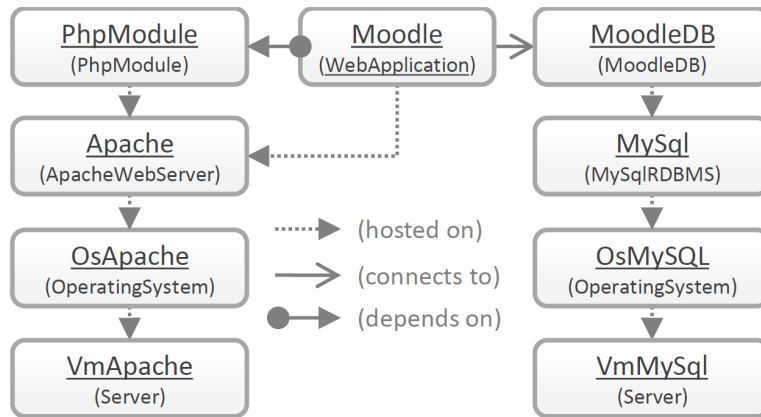 PhpModule
(PhpModule)
Moodle
(WebApplication)
MoodleDB
(MoodleDB)
Apache
(ApacheWebServer)
MySql
(MySqlRDBMS)
OsApache
(OperatingSystem)
(hosted on)
(connects to)
(depends on)
OsMySQL
(OperatingSystem)
VmApache
(Server)
VmMySql
(Server)